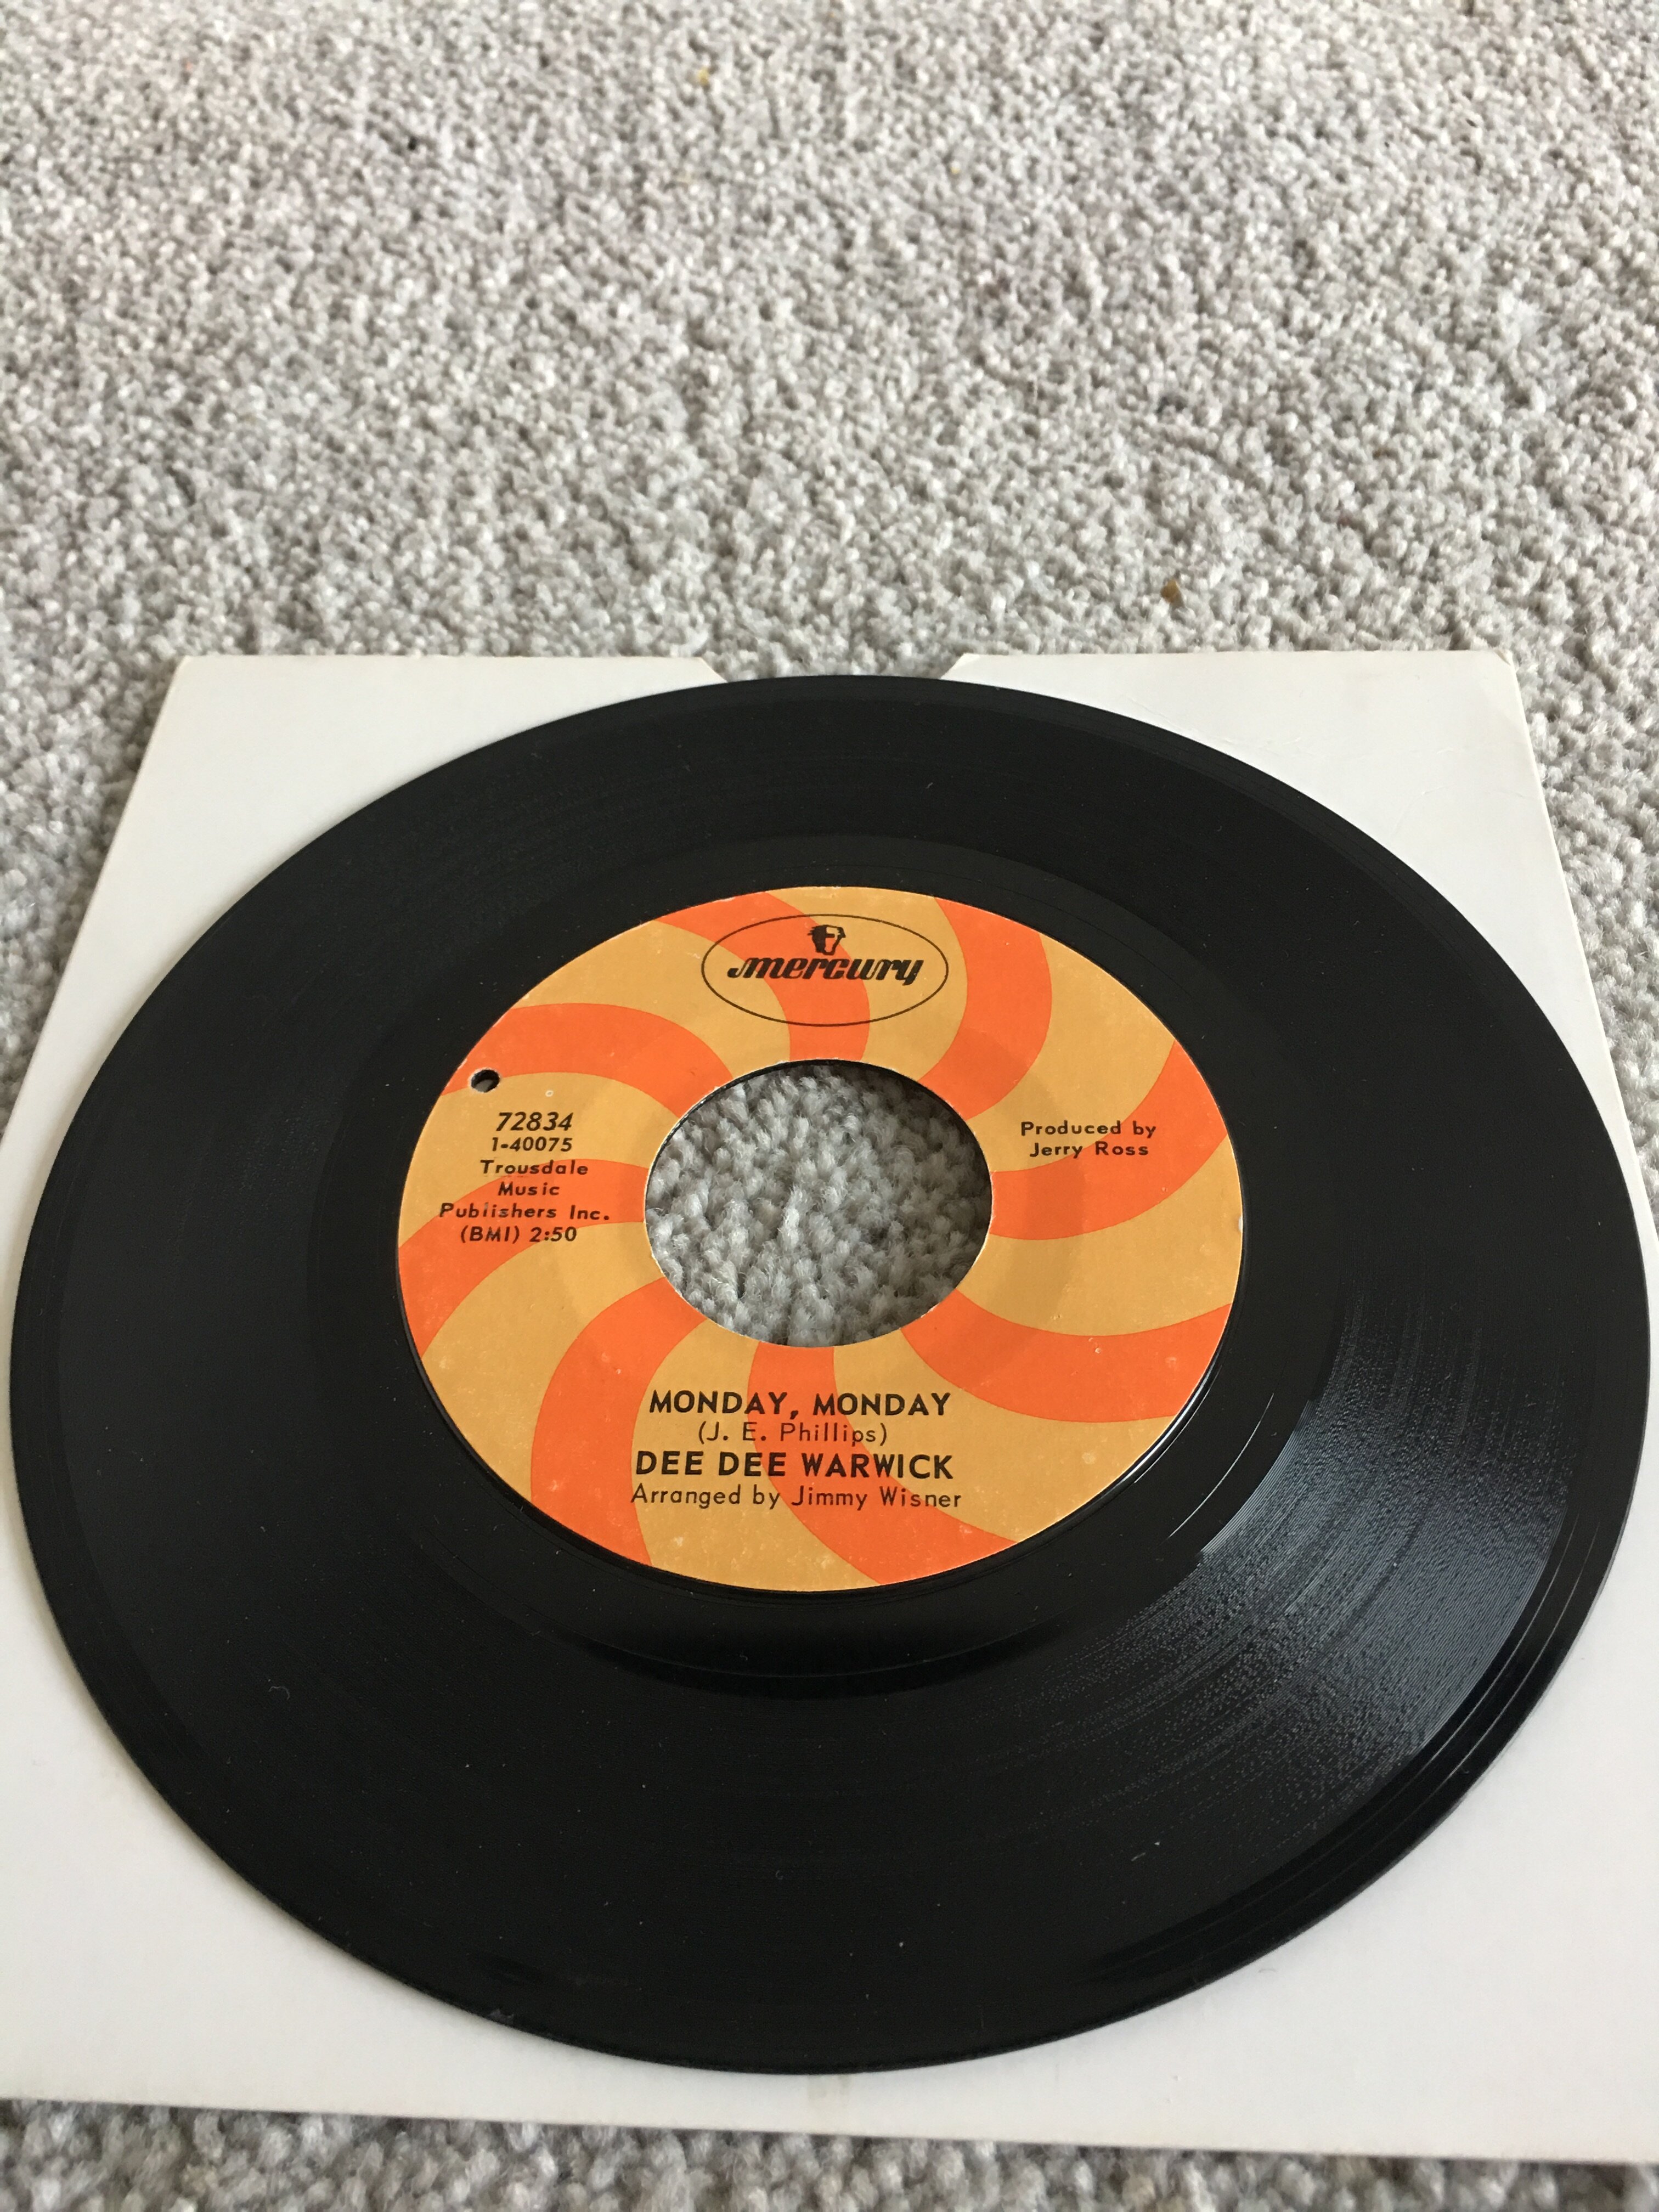 mercury
72834
1-40075
Trousdale
Music
Publishers Inc.
(BMI) 2:50
Produced by
Jerry Ross
MONDAY, MONDAY
(J. E. Phillips)
DEE DEE WARWICK
Arranged by Jimmy Wisner